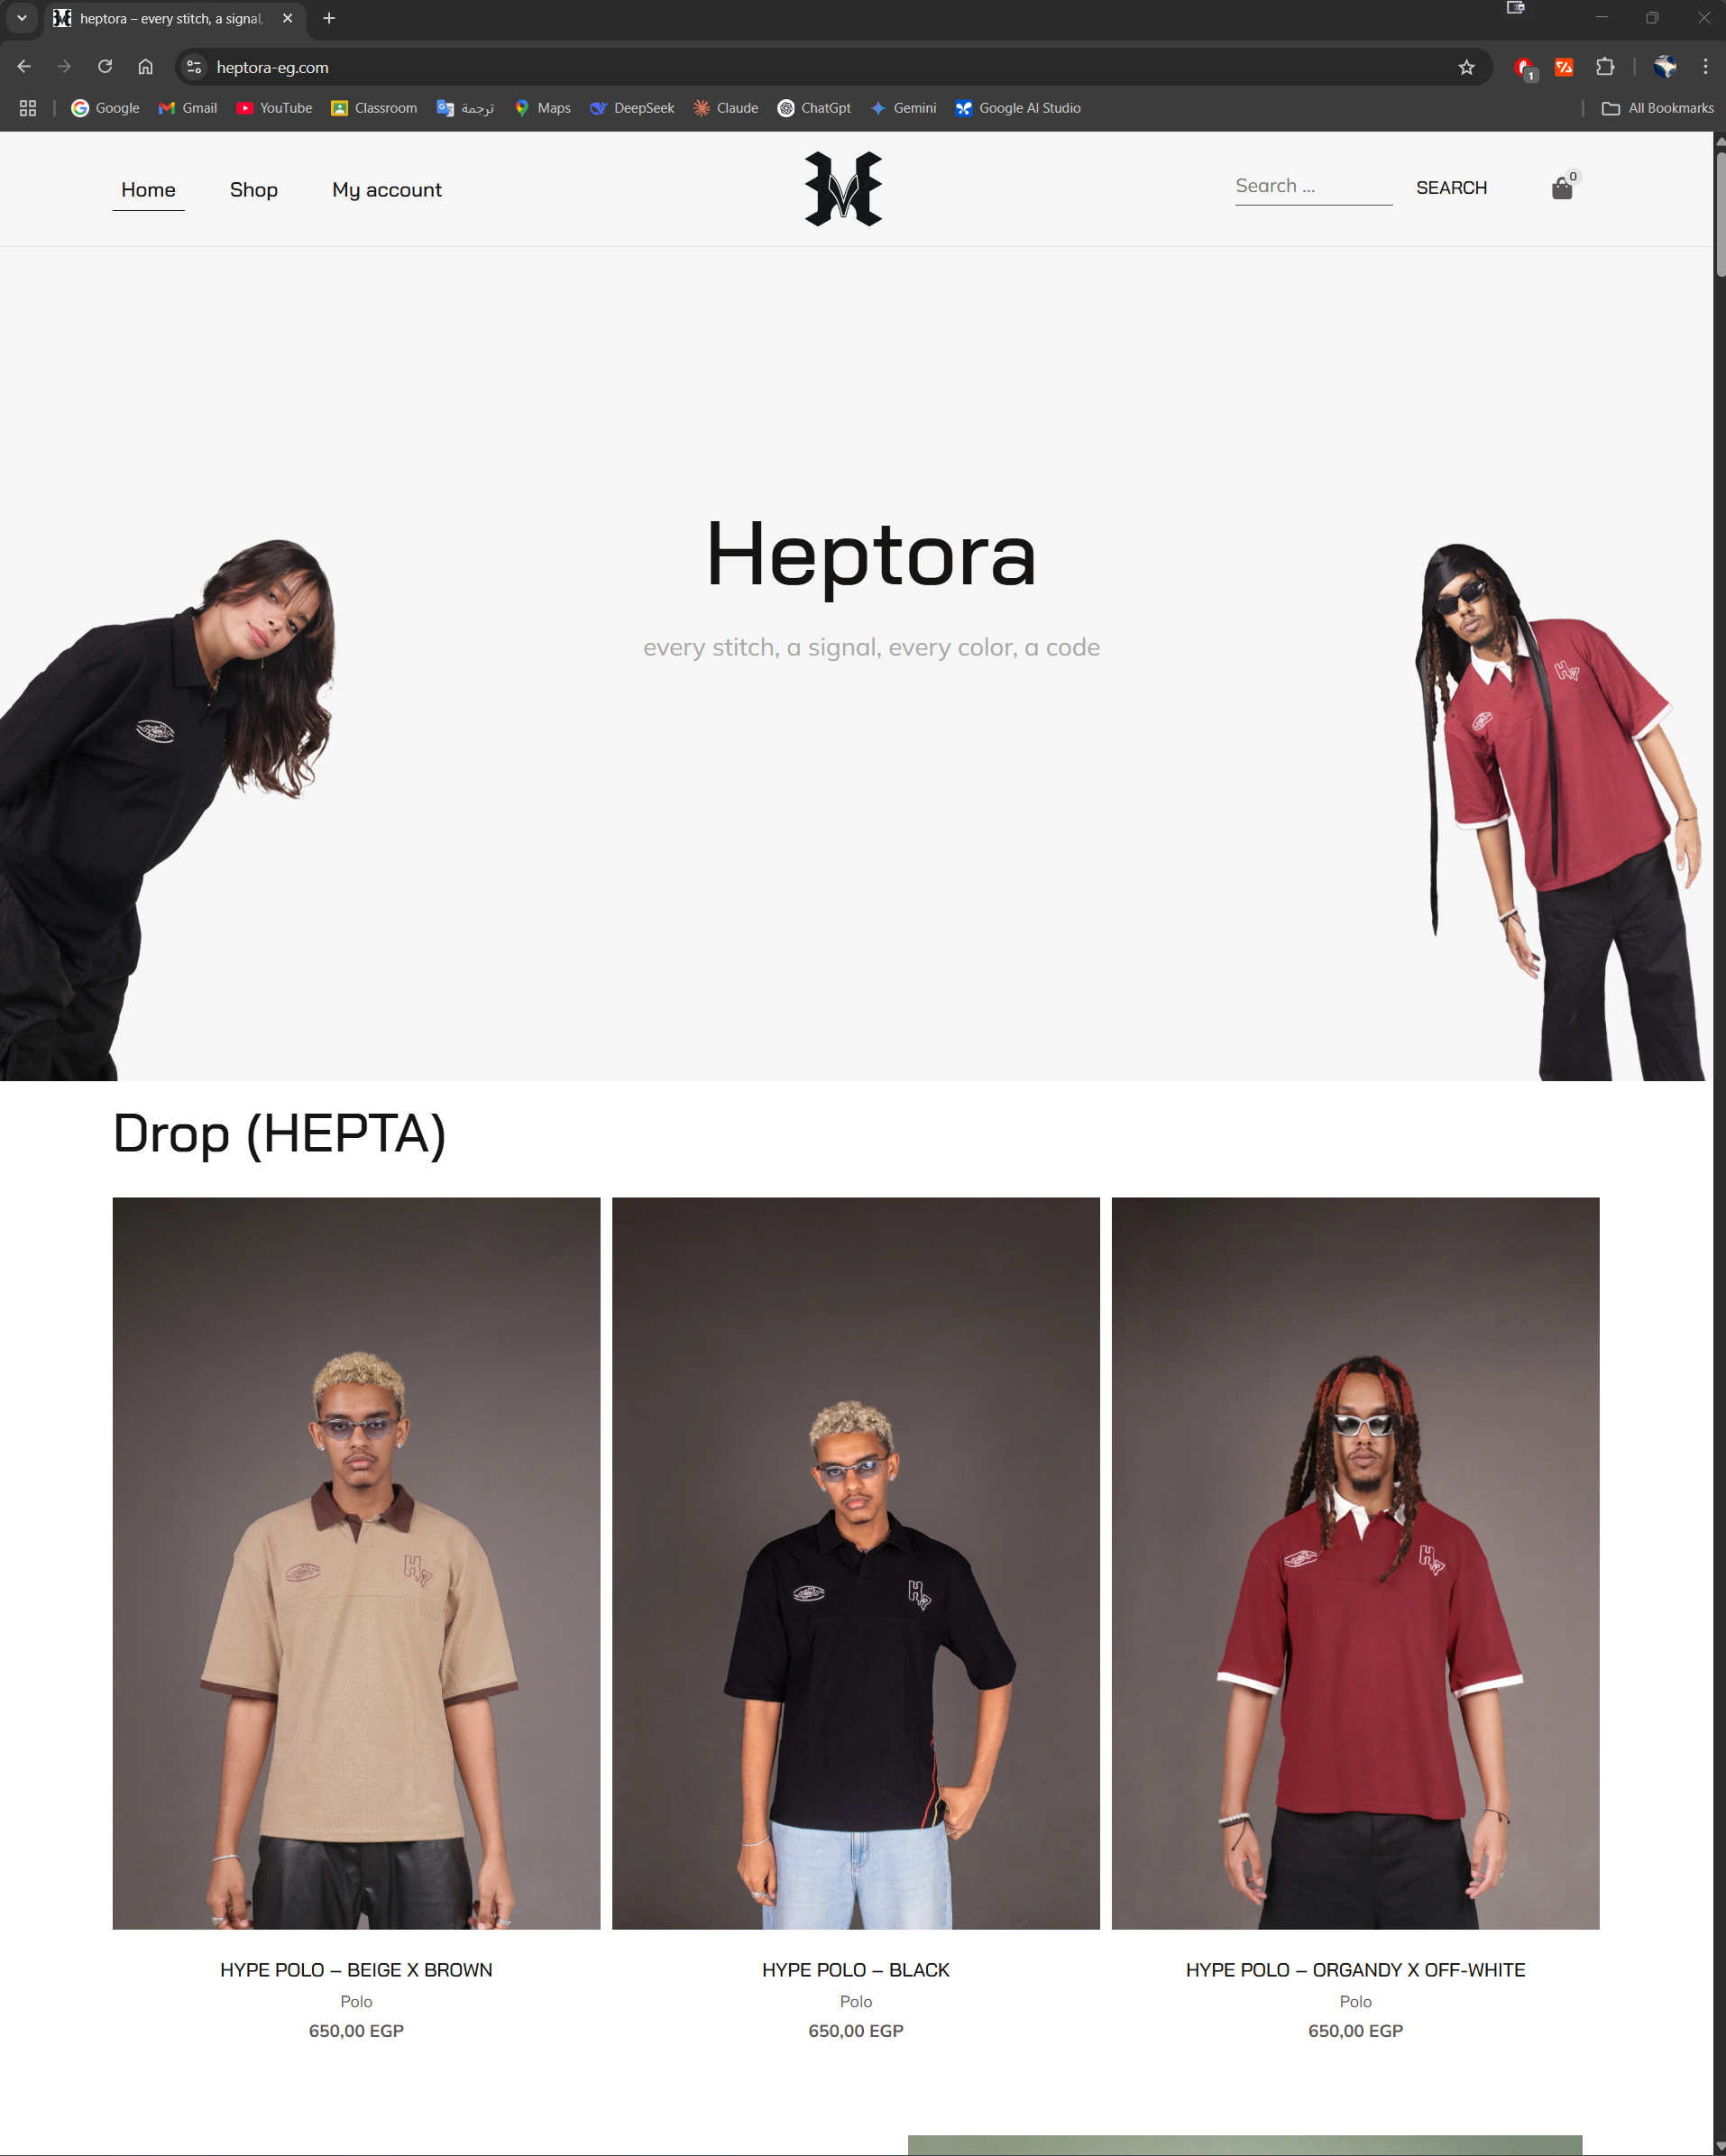 heptora – every stitch, a signal,
heptora-eg.com
1
Google
Gmail
YouTube
Classroom
ترجمة
Maps
DeepSeek
Claude
ChatGpt
Gemini
Google AI Studio
All Bookmarks
Home
Shop
My account
Search ...
SEARCH
0
Heptora
every stitch, a signal, every color, a code
Drop (HEPTA)
HYPE POLO – BEIGE X BROWN
Polo
650,00 EGP
HYPE POLO – BLACK
Polo
650,00 EGP
HYPE POLO – ORGANDY X OFF-WHITE
Polo
650,00 EGP